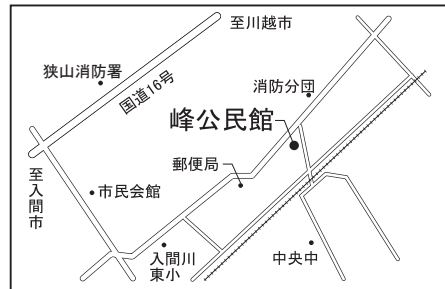 至川越市
狭山消防署
国道16号
消防分団
峰公民館
郵便局
至入間市
市民会館
入間川
東小
中央中